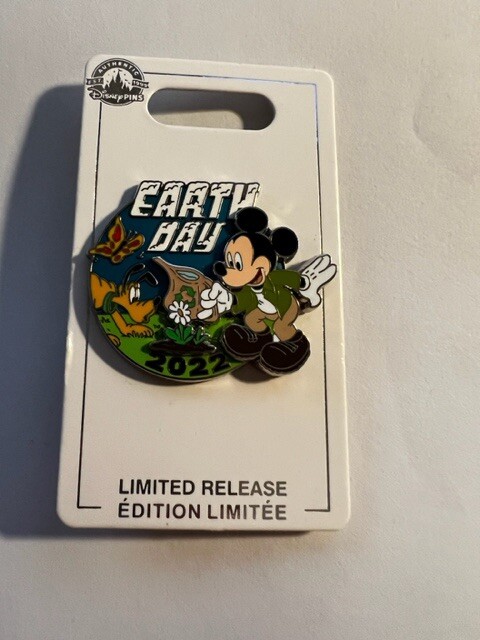 AUTHENTIC
DISNEY PINS
EARTH
DAY
2022
LIMITED RELEASE
ÉDITION LIMITÉE